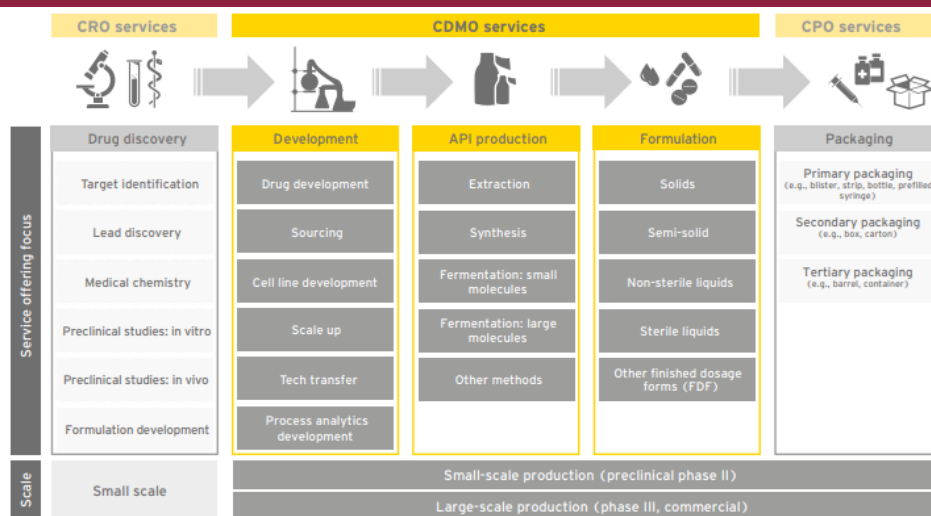 CRO services
CDMO services
CPO services
Service offering focus
Drug discovery
Target identification
Lead discovery
Medical chemistry
Preclinical studies: in vitro
Preclinical studies: in vivo
Formulation development
Development
Drug development
Sourcing
Cell line development
Scale up
Tech transfer
Process analytics
development
API production
Extraction
Synthesis
Fermentation: small
molecules
Fermentation: large
molecules
Other methods
Formulation
Solids
Semi-solid
Non-sterile liquids
Sterile liquids
Other finished dosage
forms (FDF)
Packaging
Primary packaging
(e.g., blister, strip, bottle, prefilled
syringe)
Secondary packaging
(e.g., box, carton)
Tertiary packaging
(e.g., barrel, container)
Scale
Small scale
Small-scale production (preclinical phase II)
Large-scale production (phase III, commercial)